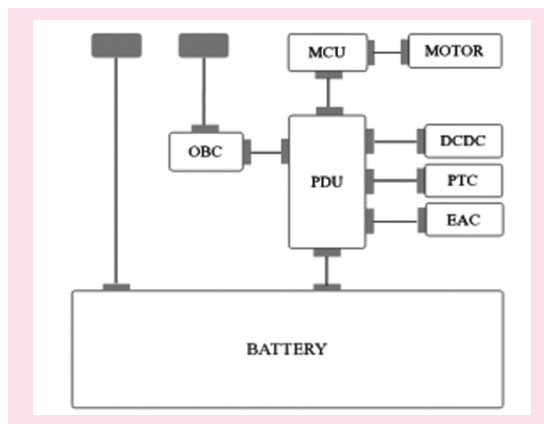 MCU
MOTOR
OBC
PDU
DCDC
PTC
EAC
BATTERY